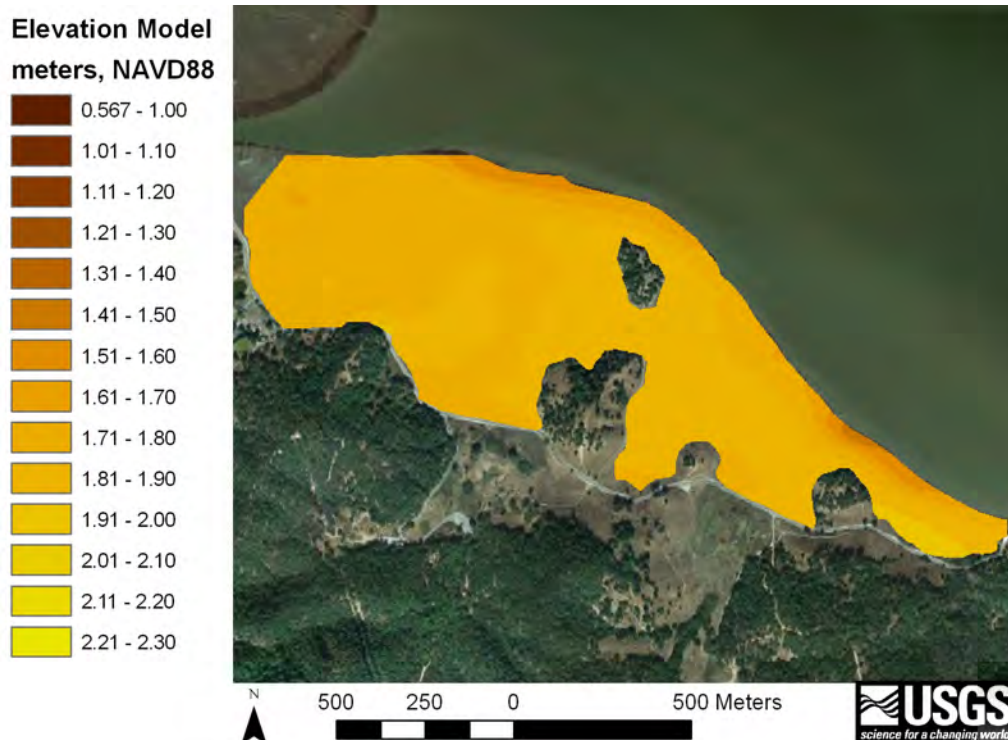 Elevation Model
meters, NAVD88
0.567 - 1.00
1.01 - 1.10
1.11 - 1.20
1.21 - 1.30
1.31 - 1.40
1.41 - 1.50
1.51 - 1.60
1.61 - 1.70
1.71 - 1.80
1.81 - 1.90
1.91 - 2.00
2.01 - 2.10
2.11 - 2.20
2.21 - 2.30
N
500 250 0 500 Meters
USGS
science for a changing world